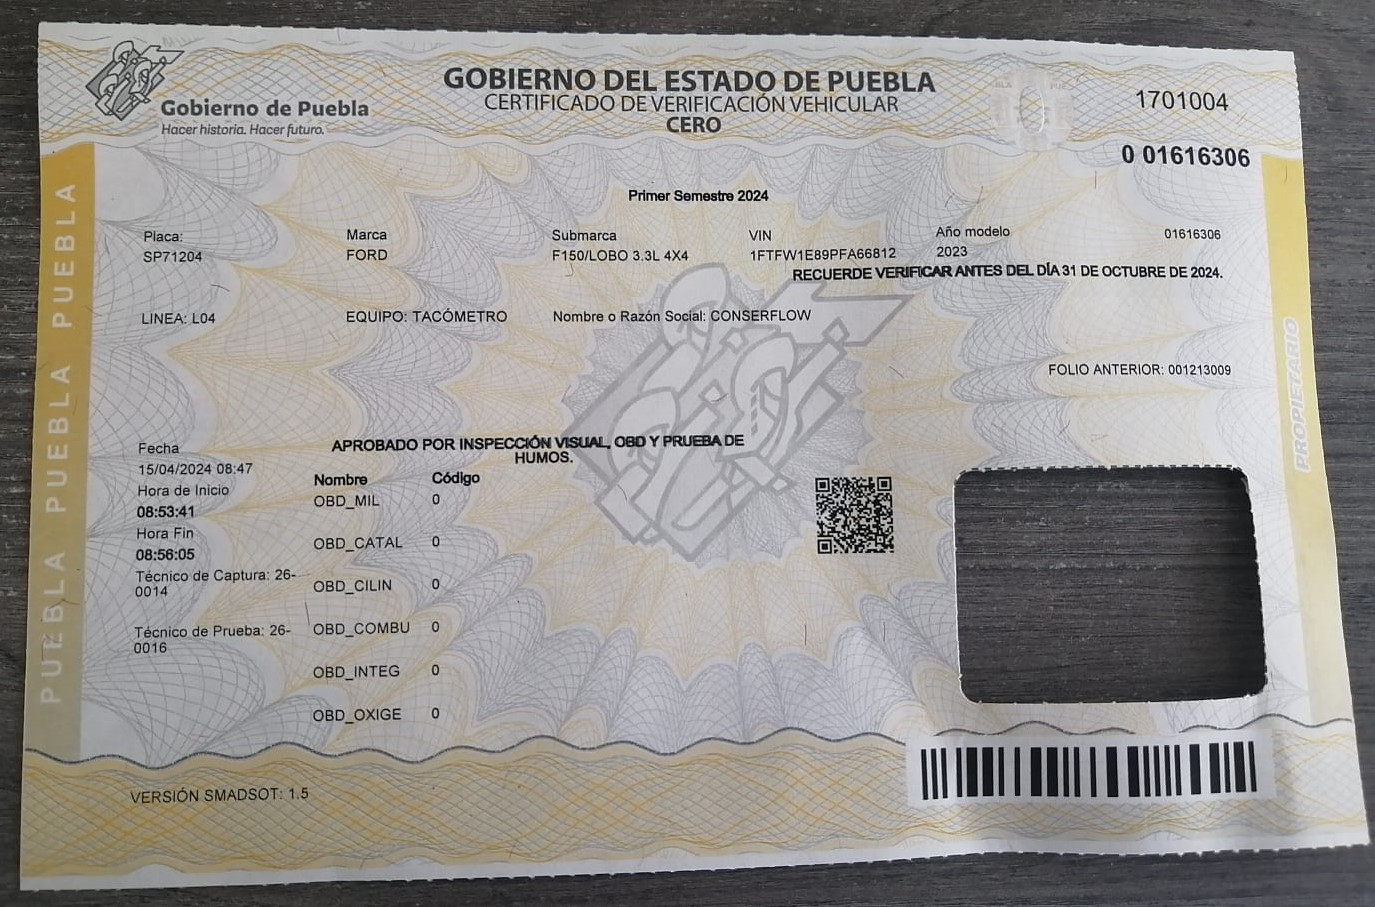 Gobierno de Puebla
Hacer historia. Hacer futuro.
GOBIERNO DEL ESTADO DE PUEBLA
CERTIFICADO DE VERIFICACIÓN VEHICULAR
CERO
1701004
0 01616306
Primer Semestre 2024
Placa:
SP71204
Marca
FORD
Submarca
F150/LOBO 3.3L 4X4
VIN
1FTFW1E89PFA66812
Año modelo
2023
01616306
RECUERDE VERIFICAR ANTES DEL DÍA 31 DE OCTUBRE DE 2024.
LINEA: L04
EQUIPO: TACÓMETRO
Nombre o Razón Social: CONSERFLOW
FOLIO ANTERIOR: 001213009
Fecha
15/04/2024 08:47
Hora de Inicio
08:53:41
Hora Fin
08:56:05
Técnico de Captura: 26-
0014
Técnico de Prueba: 26-
0016
APROBADO POR INSPECCIÓN VISUAL, OBD Y PRUEBA DE
HUMOS.
Nombre Código
OBD_MIL 0
OBD_CATAL 0
OBD_CILIN 0
OBD_COMBU 0
OBD_INTEG 0
OBD_OXIGE 0
VERSIÓN SMADSOT: 1.5
PUEBLA PUEBLA PUEBLA PUEBLA
PROPIETARIO